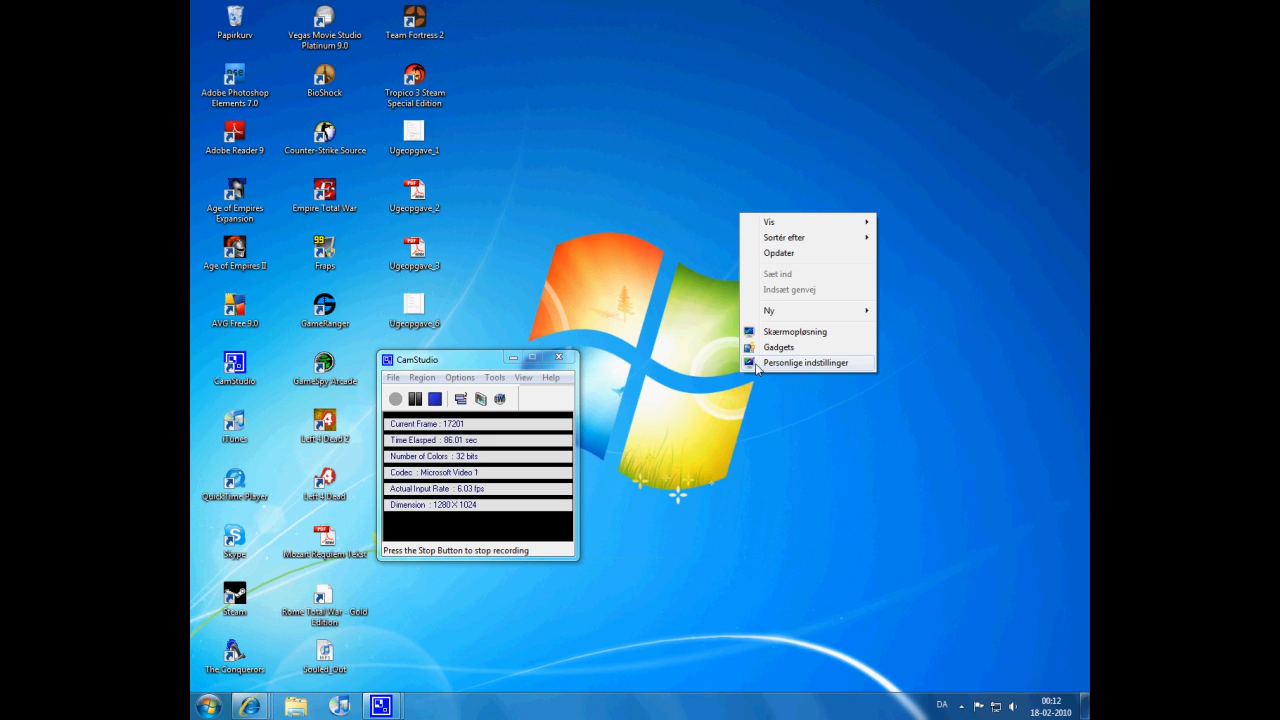 Papirkurv
Vegas Movie Studio
Platinum 9.0
Team Fortress 2
Adobe Photoshop
Elements 7.0
BioShock
Tropico 3 Steam
Special Edition
Adobe Reader 9
Counter-Strike Source
Ugeopgave_1
Age of Empires
Expansion
Empire Total War
Ugeopgave_2
Age of Empires II
99
Fraps
Ugeopgave_3
AVG Free 9.0
GameRanger
Ugeopgave_6
CamStudio
GameSpy Arcade
iTunes
Left 4 Dead 2
QuickTime Player
Left 4 Dead
Skype
Mozart Requiem Tekst
Steam
Rome Total War - Gold
Edition
The Conquerors
Souled_Out
CamStudio
File Region Options Tools View Help
Current Frame : 17201
Time Elasped : 86.01 sec
Number of Colors : 32 bits
Codec : Microsoft Video 1
Actual Input Rate : 6.03 fps
Dimension : 1280 X 1024
Press the Stop Button to stop recording
Vis
Sortér efter
Opdater
Sæt ind
Indsæt genvej
Ny
Skærmopløsning
Gadgets
Personlige indstillinger
DA
00:12
18-02-2010